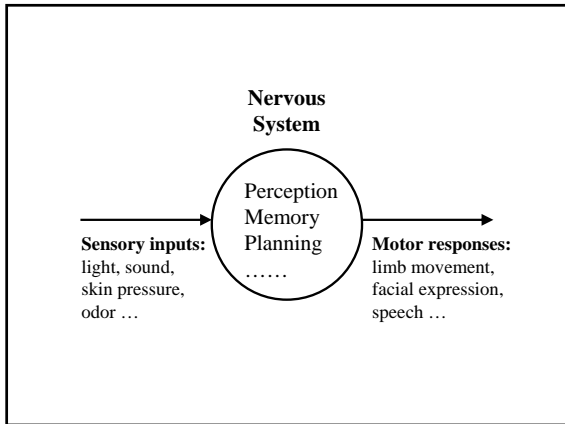 Nervous
System
Perception
Memory
Planning
……
Sensory inputs:
light, sound,
skin pressure,
odor …
Motor responses:
limb movement,
facial expression,
speech …